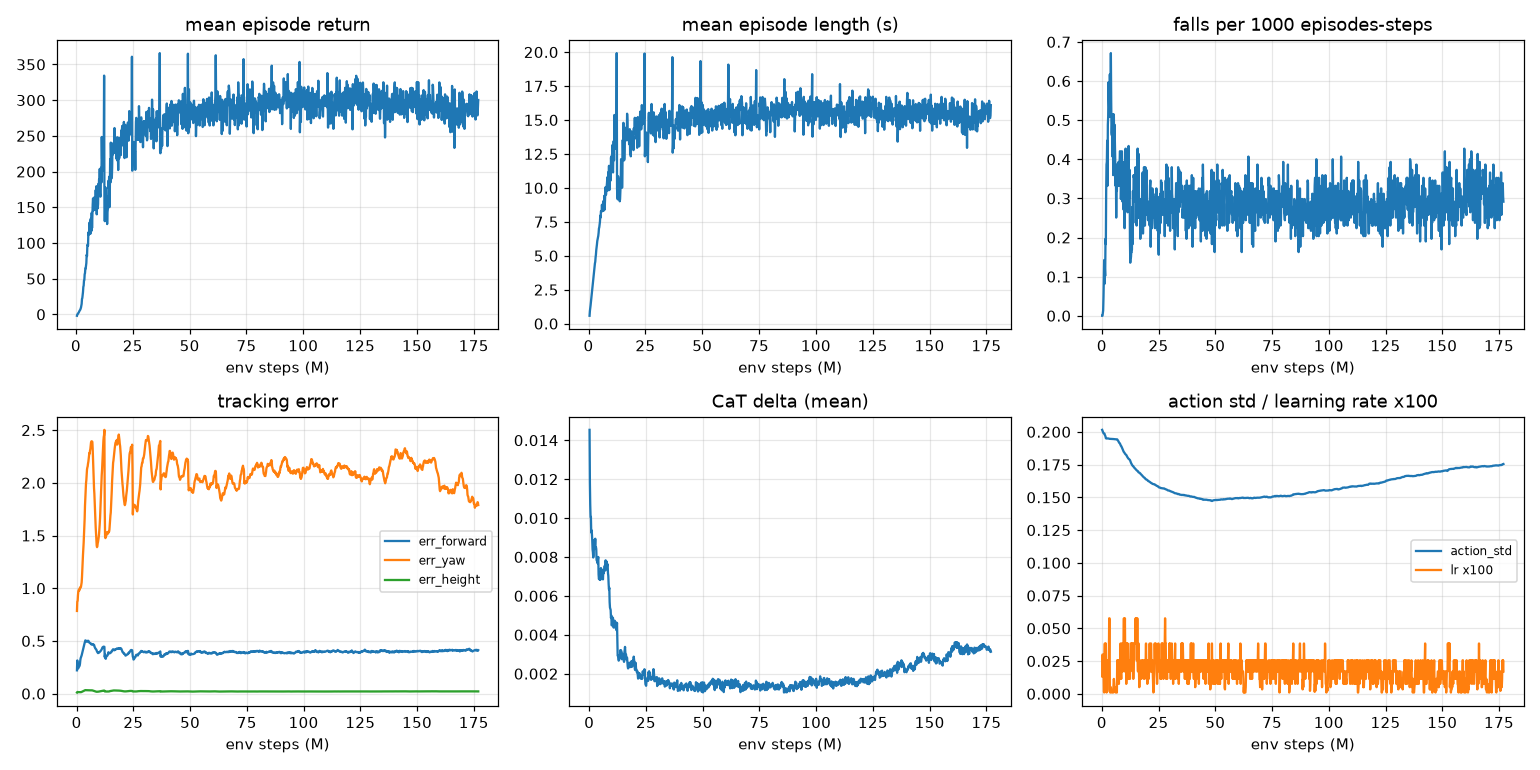 mean episode return
350
300
250
200
150
100
50
0
0 25 50 75 100 125 150 175
env steps (M)
mean episode length (s)
20.0
17.5
15.0
12.5
10.0
7.5
5.0
2.5
0.0
0 25 50 75 100 125 150 175
env steps (M)
falls per 1000 episodes-steps
0.7
0.6
0.5
0.4
0.3
0.2
0.1
0.0
0 25 50 75 100 125 150 175
env steps (M)
tracking error
2.5
2.0
1.5
1.0
0.5
0.0
err_forward
err_yaw
err_height
0 25 50 75 100 125 150 175
env steps (M)
CaT delta (mean)
0.014
0.012
0.010
0.008
0.006
0.004
0.002
0 25 50 75 100 125 150 175
env steps (M)
action std / learning rate x100
0.200
0.175
0.150
0.125
0.100
0.075
0.050
0.025
0.000
action_std
lr x100
0 25 50 75 100 125 150 175
env steps (M)